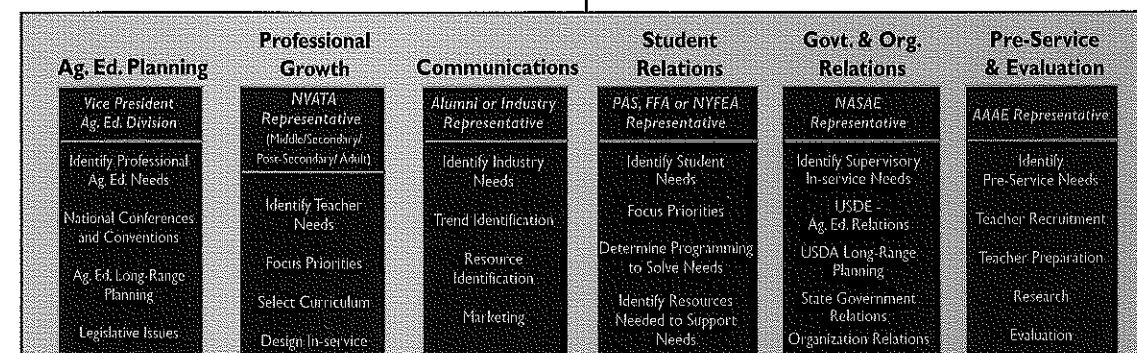 Ag. Ed. Planning
Vice President
Ag. Ed. Division
Identify Professional
Ag. Ed. Needs
National Conferences
and Conventions
Ag. Ed. Long-Range
Planning
Legislative Issues
Professional
Growth
NVATA
Representative
(Middle/Secondary/
Post-Secondary/Adult)
Identify Teacher
Needs
Focus Priorities
Select Curriculum
Design In-service
Communications
Alumni or Industry
Representative
Identify Industry
Needs
Trend Identification
Resource
Identification
Marketing
Student
Relations
PAS, FFA or NYFEA
Representative
Identify Student
Needs
Focus Priorities
Determine Programming
to Solve Needs
Identify Resources
Needed to Support
Needs
Govt. & Org.
Relations
NASAE
Representative
Identify Supervisory
In-service Needs
USDE -
Ag. Ed. Relations
USDA Long-Range
Planning
State Government
Relations
Organization Relations
Pre-Service
& Evaluation
AAAE Representative
Identify
Pre-Service Needs
Teacher Recruitment
Teacher Preparation
Research
Evaluation